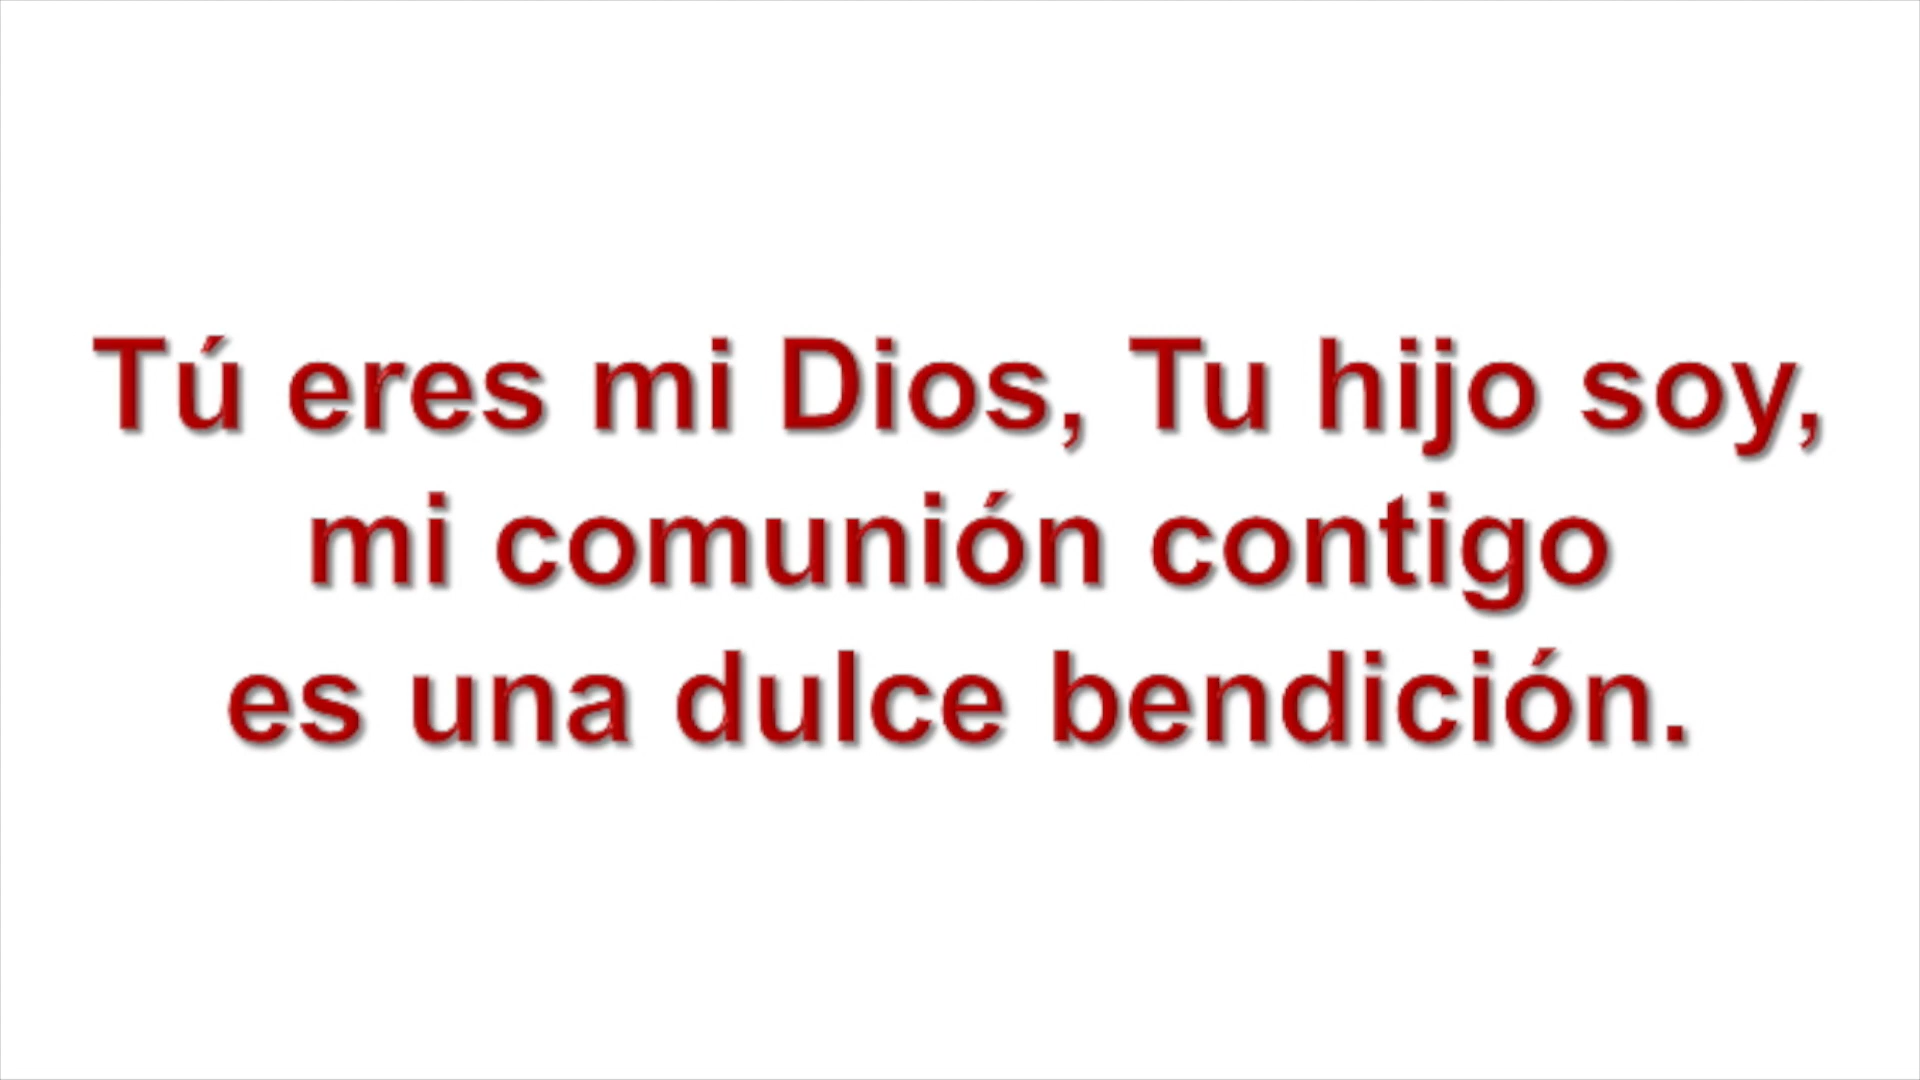 Tú eres mi Dios, Tu hijo soy,
mi comunión contigo
es una dulce bendición.